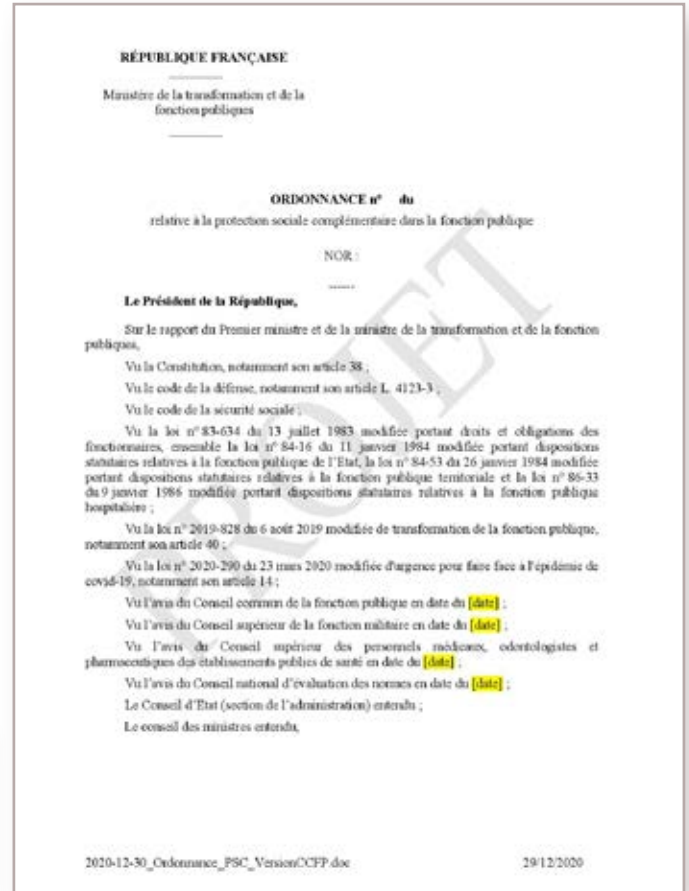 RÉPUBLIQUE FRANÇAISE
Ministère de la transformation et de la
fonction publiques
ORDONNANCE n° du
relative à la protection sociale complémentaire dans la fonction publique
NOR :
Le Président de la République,
Sur le rapport du Premier ministre et de la ministre de la transformation et de la fonction
publiques,
Vu la Constitution, notamment son article 38 ;
Vu le code de la défense, notamment son article L. 4123-3 ;
Vu le code de la sécurité sociale ;
Vu la loi n° 83-634 du 13 juillet 1983 modifiée portant droits et obligations des
fonctionnaires, ensemble la loi n° 84-16 du 11 janvier 1984 modifiée portant dispositions
statutaires relatives à la fonction publique de l'Etat, la loi n° 84-53 du 26 janvier 1984 modifiée
portant dispositions statutaires relatives à la fonction publique territoriale et la loi n° 86-33
du 9 janvier 1986 modifiée portant dispositions statutaires relatives à la fonction publique
hospitalière ;
Vu la loi n° 2019-828 du 6 août 2019 modifiée de transformation de la fonction publique,
notamment son article 40 ;
Vu la loi n° 2020-290 du 23 mars 2020 modifiée d'urgence pour faire face à l'épidémie de
covid-19, notamment son article 14 ;
Vu l'avis du Conseil commun de la fonction publique en date du [date] ;
Vu l'avis du Conseil supérieur de la fonction militaire en date du [date] ;
Vu l'avis du Conseil supérieur des personnels médicaux, odontologistes et
pharmaceutiques des établissements publics de santé en date du [date] ;
Vu l'avis du Conseil national d'évaluation des normes en date du [date] ;
Le Conseil d'Etat (section de l'administration) entendu ;
Le conseil des ministres entendu,
PROJET
2020-12-30_Ordonnance_PSC_VersionCCFP.doc 29/12/2020